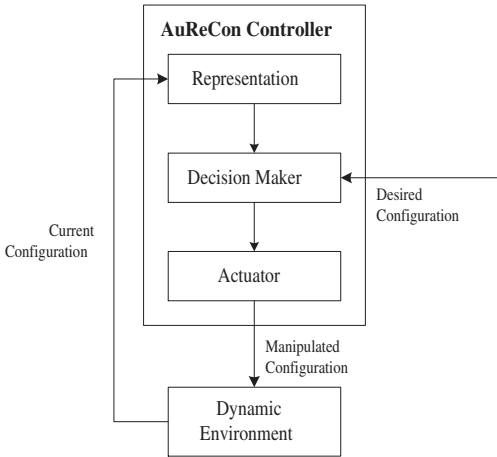 AuReCon Controller
Representation
Decision Maker
Desired
Configuration
Current
Configuration
Actuator
Manipulated
Configuration
Dynamic
Environment